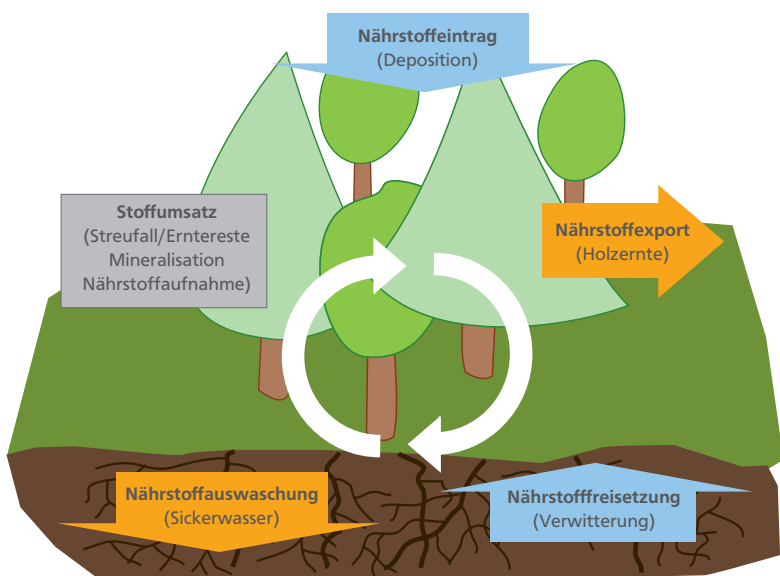 Nährstoffeintrag
(Deposition)
Stoffumsatz
(Streufall/Erntereste
Mineralisation
Nährstoffaufnahme)
Nährstoffexport
(Holzernte)
Nährstoffauswaschung
(Sickerwasser)
Nährstofffreisetzung
(Verwitterung)